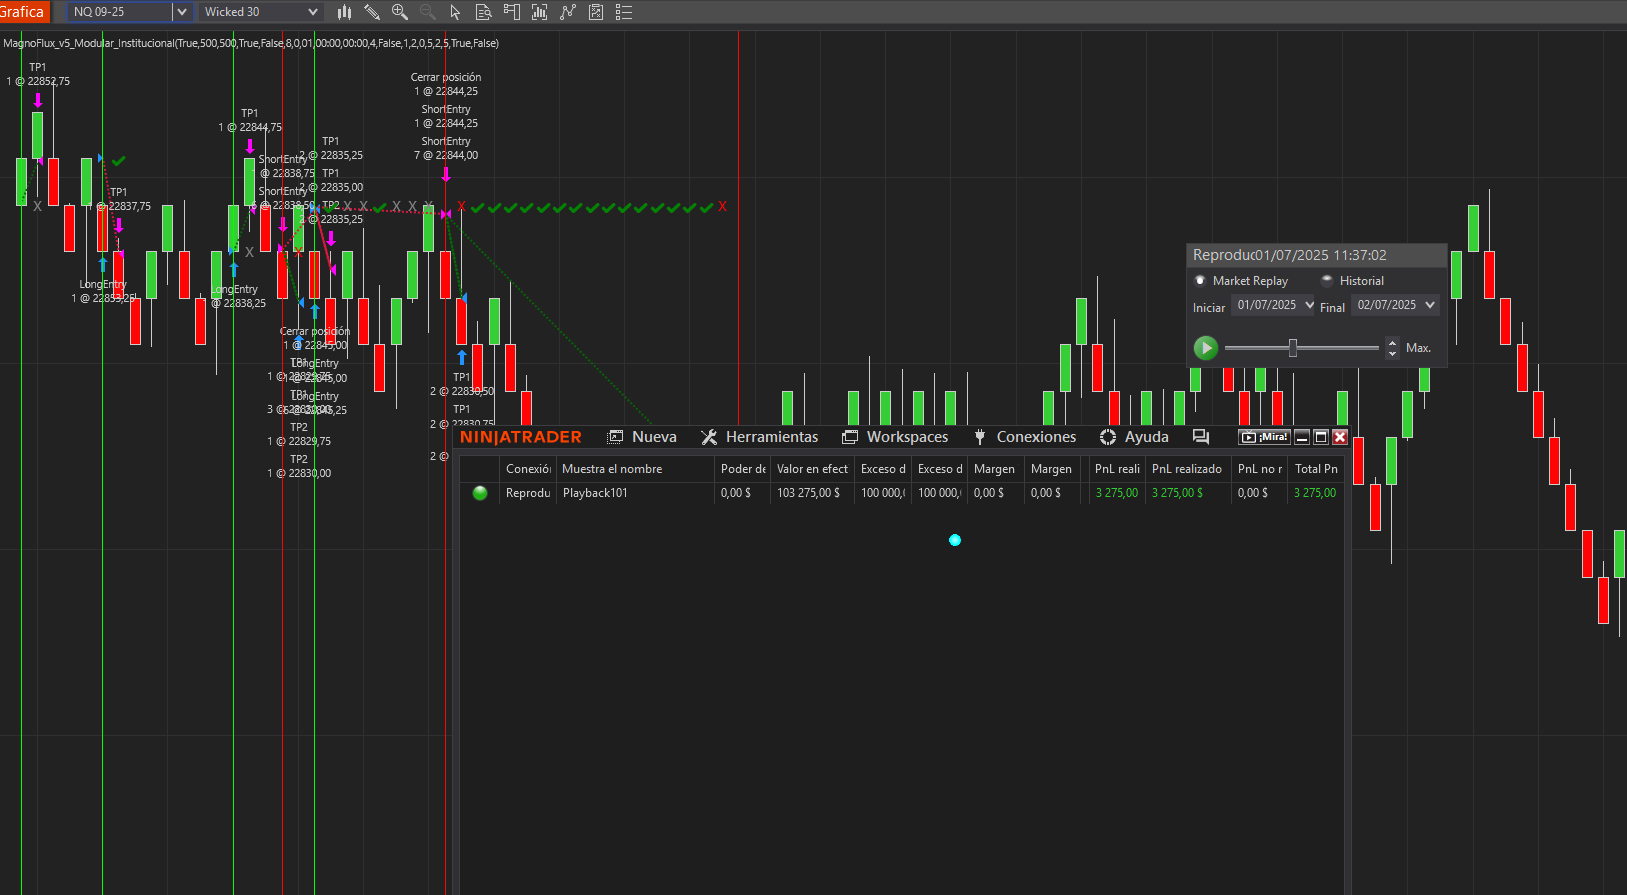 Grafica
NQ 09-25
Wicked 30
MagnoFlux_v5_Modular_Institucional(True,500,500,True,False,8,0,01,00:00,00:00,4,False,1,2,0,5,2,5,True,False)
TP1
1 @ 22852,75
Cerrar posición
1 @ 22844,25
ShortEntry
1 @ 22844,25
ShortEntry
7 @ 22844,00
TP1
1 @ 22844,75
TP1
2 @ 22835,25
ShortEntry
@ 22838,75
TP1
2 @ 22835,00
ShortEntry
@ 22838,50
TP2
2 @ 22835,25
TP1
@ 22837,75
LongEntry
1 @ 22853,25
LongEntry
@ 22838,25
Cerrar posición
1 @ 22845,00
TP1
LongEntry
1 @ 22829,75
@ 22845,00
TP1
LongEntry
3 @
@ 22845,25
TP2
1 @ 22829,75
TP2
1 @ 22830,00
TP1
2 @ 22830,50
TP1
2 @ 22830,75
2 @
Reproduc01/07/2025 11:37:02
Market Replay
Historial
Iniciar
01/07/2025
Final
02/07/2025
Max.
NINJATRADER
Nueva
Herramientas
Workspaces
Conexiones
Ayuda
¡Mira!
Conexió
Muestra el nombre
Poder de
Valor en efect
Exceso d
Exceso d
Margen
Margen
PnL reali
PnL realizado
PnL no r
Total Pn
Reprodu
Playback101
0,00 $
103 275,00 $
100 000,(
100 000,
0,00 $
0,00 $
3 275,00
3 275,00 $
0,00 $
3 275,00